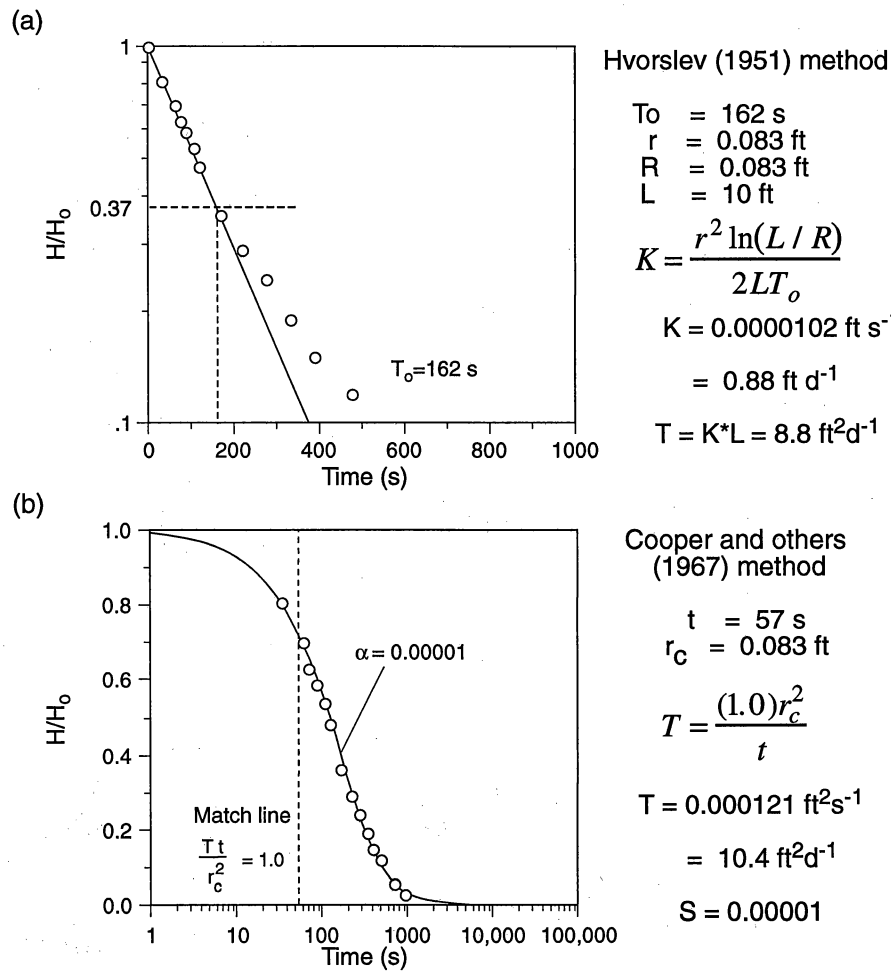 (a)
1
0.37
.1
H/Ho
0
200
400
600
800
1000
Time (s)
To=162 s
Hvorslev (1951) method
To = 162 s
r = 0.083 ft
R = 0.083 ft
L = 10 ft
K = r² ln(L / R) / 2LTo
K = 0.0000102 ft s⁻
= 0.88 ft d⁻¹
T = K*L = 8.8 ft²d⁻¹
(b)
1.0
0.8
0.6
0.4
0.2
0.0
H/Ho
1
10
100
1000
10,000
100,000
Time (s)
α = 0.00001
Match line
T t / r_c² = 1.0
Cooper and others
(1967) method
t = 57 s
r_c = 0.083 ft
T = (1.0)r_c² / t
T = 0.000121 ft²s⁻¹
= 10.4 ft²d⁻¹
S = 0.00001